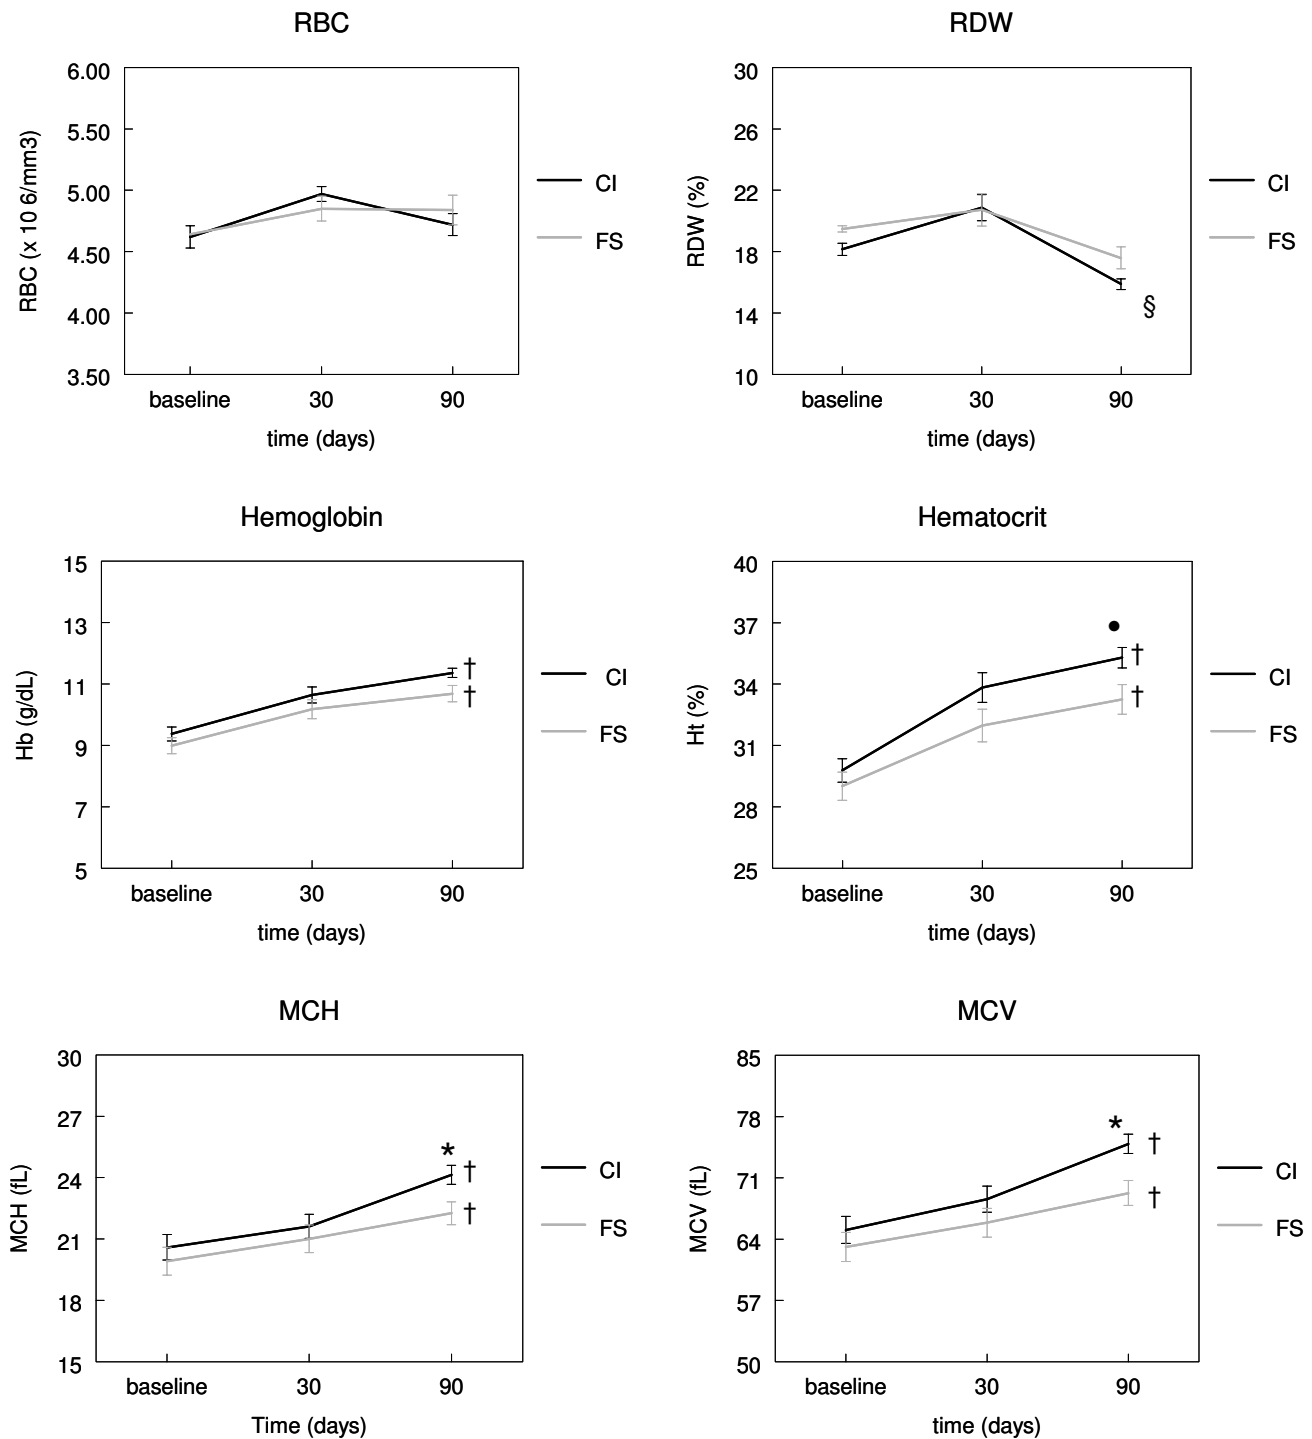 RBC
RBC (x 10 6/mm3)
6.00
5.50
5.00
4.50
4.00
3.50
baseline 30 90
time (days)
CI
FS
RDW
RDW (%)
30
26
22
18
14
10
§
baseline 30 90
time (days)
CI
FS
Hemoglobin
Hb (g/dL)
15
13
11
9
7
5
†
†
baseline 30 90
time (days)
CI
FS
Hematocrit
Ht (%)
40
37
34
31
28
25
●
†
†
baseline 30 90
time (days)
CI
FS
MCH
MCH (fL)
30
27
24
21
18
15
*
†
†
baseline 30 90
Time (days)
CI
FS
MCV
MCV (fL)
85
78
71
64
57
50
*
†
†
baseline 30 90
time (days)
CI
FS